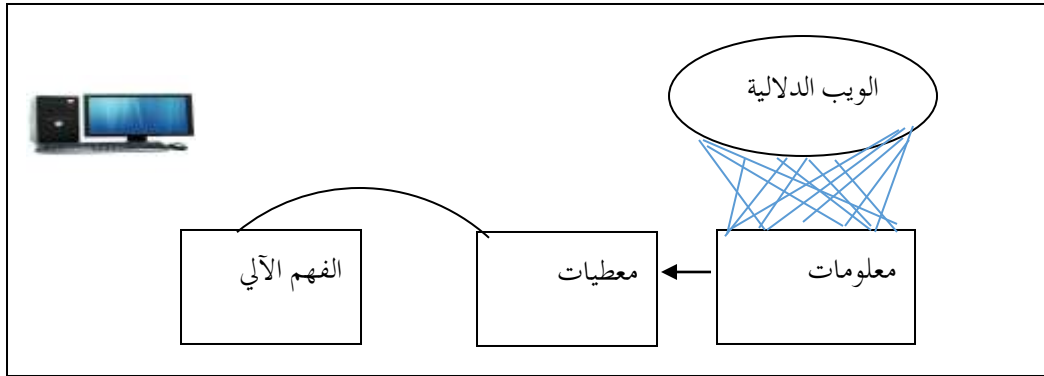 الويب الدلالية
معلومات
معطيات
الفهم الآلي